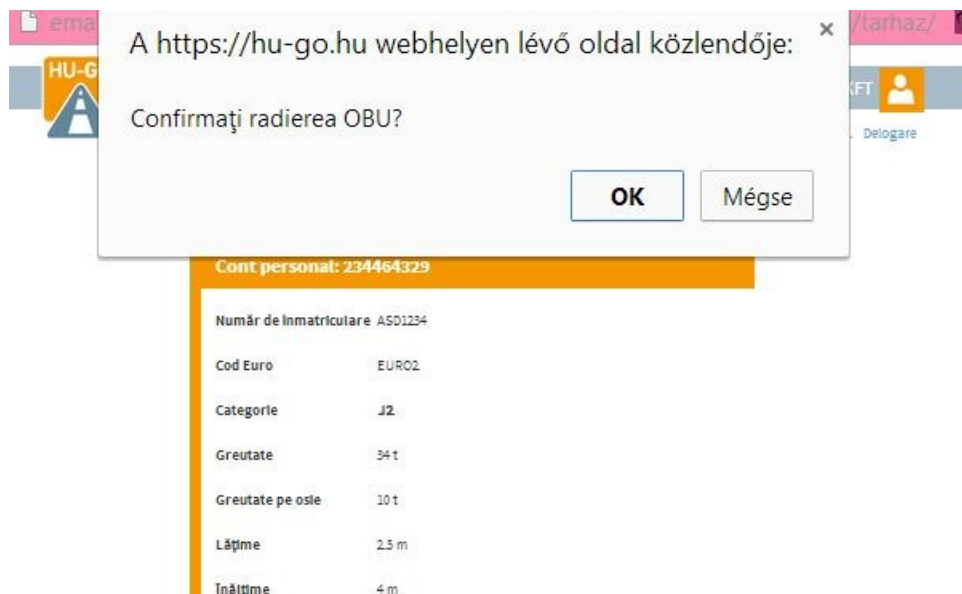 ema
/tarhaz/
A https://hu-go.hu webhelyen lévő oldal közlendője:
×
HU-G
KFT
Confirmaţi radierea OBU?
Delogare
OK
Mégse
Cont personal: 234464329
Număr de înmatriculare ASD1234
Cod Euro EURO2
Categorie J2
Greutate 34 t
Greutate pe osie 10 t
Lăţime 2.5 m
Înălţime 4 m